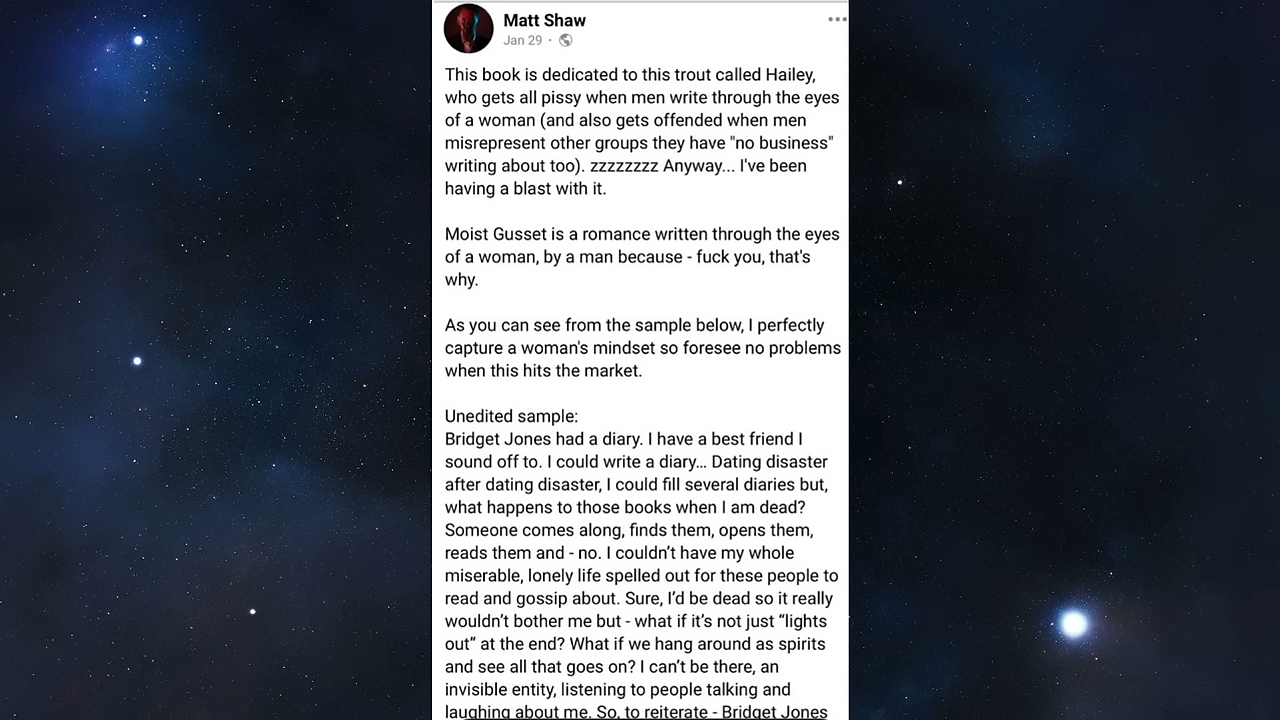 Matt Shaw
Jan 29 ·
This book is dedicated to this trout called Hailey,
who gets all pissy when men write through the eyes
of a woman (and also gets offended when men
misrepresent other groups they have "no business"
writing about too). zzzzzzzz Anyway... I've been
having a blast with it.
Moist Gusset is a romance written through the eyes
of a woman, by a man because - fuck you, that's
why.
As you can see from the sample below, I perfectly
capture a woman's mindset so foresee no problems
when this hits the market.
Unedited sample:
Bridget Jones had a diary. I have a best friend I
sound off to. I could write a diary… Dating disaster
after dating disaster, I could fill several diaries but,
what happens to those books when I am dead?
Someone comes along, finds them, opens them,
reads them and - no. I couldn’t have my whole
miserable, lonely life spelled out for these people to
read and gossip about. Sure, I’d be dead so it really
wouldn’t bother me but - what if it’s not just “lights
out” at the end? What if we hang around as spirits
and see all that goes on? I can’t be there, an
invisible entity, listening to people talking and
laughing about me. So, to reiterate - Bridget Jones